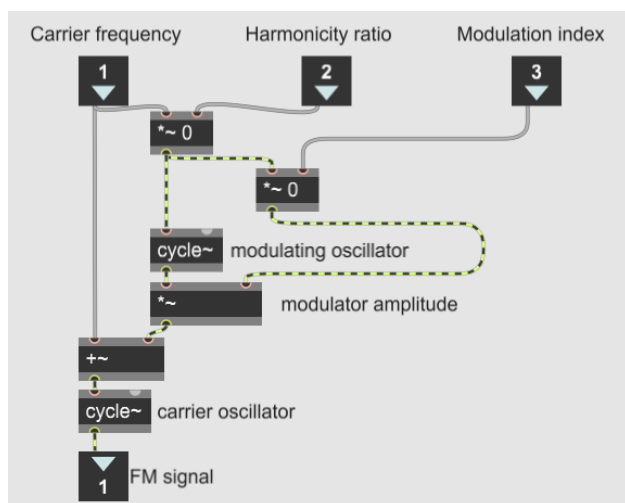 Carrier frequency
Harmonicity ratio
Modulation index
1
2
3
*~ 0
*~ 0
cycle~
modulating oscillator
*~
modulator amplitude
+~
cycle~
carrier oscillator
1
FM signal